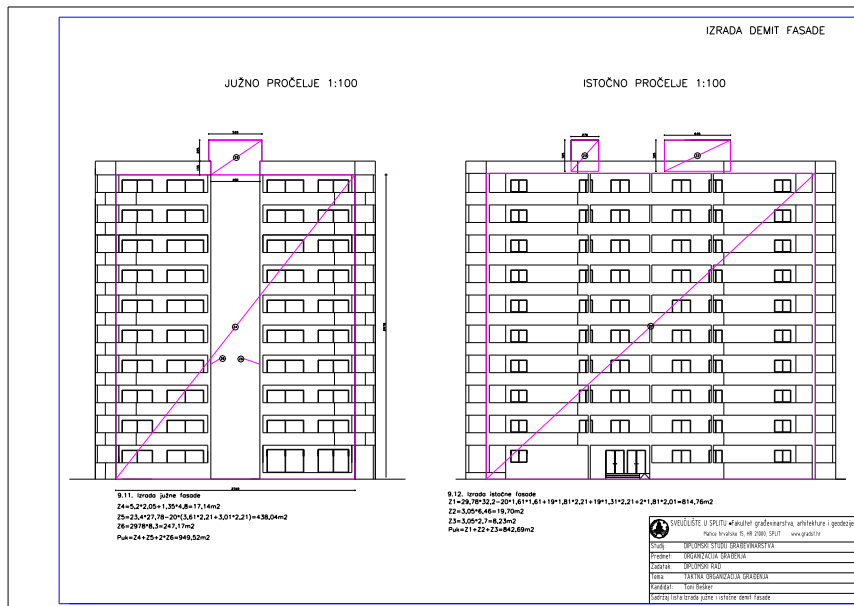 IZRADA DEMIT FASADE
JUŽNO PROČELJE 1:100
ISTOČNO PROČELJE 1:100
9.11. Izrada južne fasade
Z4=5,2*2,05+1,35*4,8=17,14m2
Z5=23,4*27,78-20*(3,61*2,21+3,01*2,21)=438,04m2
Z6=2978*8,3=247,17m2
Puk=Z4+Z5+2*Z6=949,52m2
9.12. Izrada istočne fasade
Z1=29,78*32,2-20*1,61*1,61+19*1,81*2,21+19*1,31*2,21+2*1,81*2,01=814,76m2
Z2=3,05*6,46=19,70m2
Z3=3,05*2,7=8,23m2
Puk=Z1+Z2+Z3=842,69m2
SVEUČILIŠTE U SPLITU •Fakultet građevinarstva, arhitekture i geodezije
Matice hrvatske 15, HR 21000, SPLIT www.gradst.hr
Studij: DIPLOMSKI STUDIJ GRAĐEVINARSTVA
Predmet: ORGANIZACIJA GRAĐENJA
Zadatak: DIPLOMSKI RAD
Tema: TAKTNA ORGANIZACIJA GRAĐENJA
Kandidat: Toni Bešker
Sadržaj lista:Izrada južne i istočne demit fasade